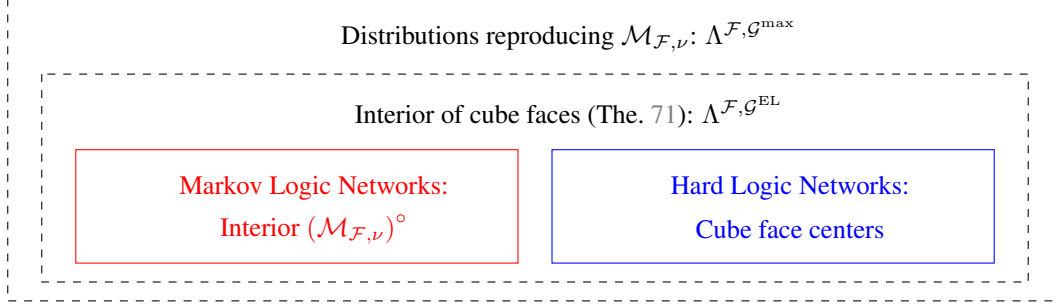 Distributions reproducing $\mathcal{M}_{\mathcal{F},\nu}$: $\Lambda^{\mathcal{F},\mathcal{G}^{\max}}$
Interior of cube faces (The. 71): $\Lambda^{\mathcal{F},\mathcal{G}^{\mathrm{EL}}}$
Markov Logic Networks:
Interior $(\mathcal{M}_{\mathcal{F},\nu})^{\circ}$
Hard Logic Networks:
Cube face centers